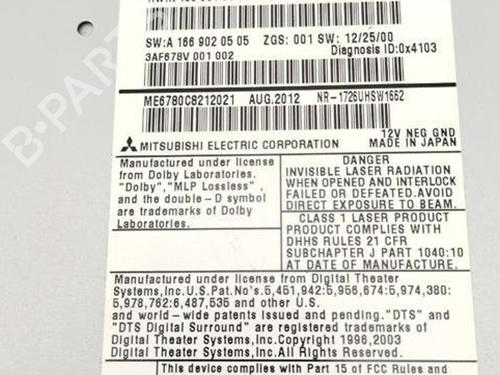 SW:A 166 902 05 05 ZGS: 001 SW: 12/25/00
Diagnosis ID:0x4103
3AF678V 001 002
ME6780C8212021 AUG.2012 NR-1726UHSW1662
12V NEG GND
MITSUBISHI ELECTRIC CORPORATION MADE IN JAPAN
Manufactured under license
from Dolby Laboratories.
"Dolby","MLP Lossless" ,
and the double-D symbol
are trademarks of Dolby
Laboratories.
DANGER
INVISIBLE LASER RADIATION
WHEN OPENED AND INTERLOCK
FAILED OR DEFEATED.AVOID
DIRECT EXPOSURE TO BEAM.
CLASS 1 LASER PRODUCT
PRODUCT COMPLIES WITH
DHHS RULES 21 CFR
SUBCHAPTER J PART 1040:10
AT DATE OF MANUFACTURE.
Manufactured under license from Digital Theater
Systems,Inc.U.S.Pat.No's.5,451,942:5,956,674:5,974,380:
5,978,762:6,487,535 and other U.S.
and world-wide patents issued and pending."DTS" and
"DTS Digital Surround" are registered trademarks of
Digital Theater Systems,Inc.Copyright 1996,2003
Digital Theater Systems,Inc.All Rights Reserved.
This device complies with Part 15 of FCC Rules and
B-PARTS